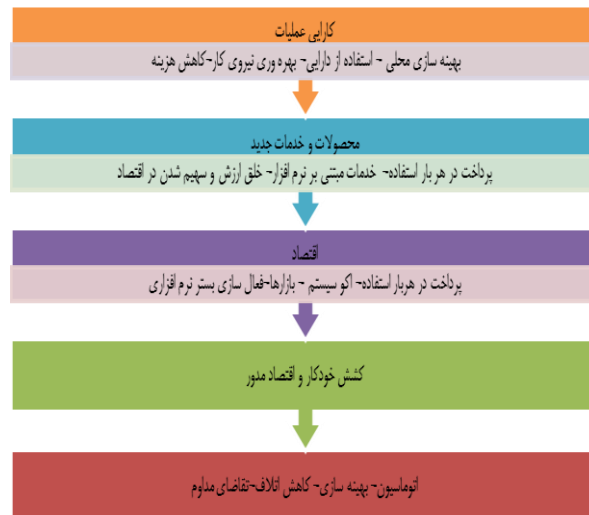 کارایی عملیات
بهینه سازی محلی - استفاده از دارایی- بهره وری نیروی کار-کاهش هزینه
محصولات و خدمات جدید
پرداخت در هر بار استفاده- خدمات مبتنی بر نرم افزار- خلق ارزش و سهیم شدن در اقتصاد
اقتصاد
پرداخت در هربار استفاده- اکو سیستم - بازارها-فعال سازی بستر نرم افزاری
کشش خودکار و اقتصاد مدور
اتوماسیون- بهینه سازی- کاهش اتلاف-تقاضای مداوم